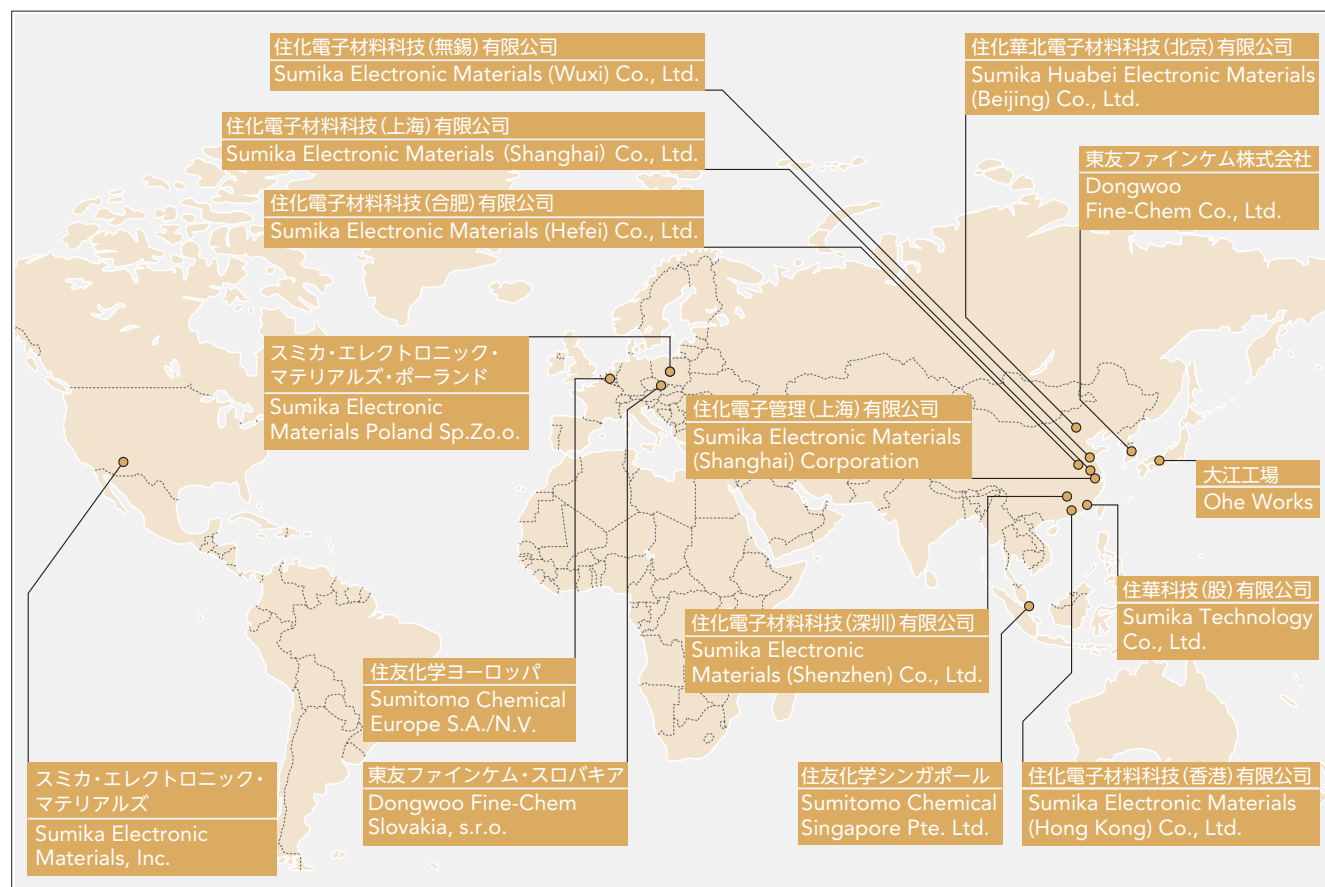 住化電子材料科技(無錫)有限公司
Sumika Electronic Materials (Wuxi) Co., Ltd.
住化華北電子材料科技(北京)有限公司
Sumika Huabei Electronic Materials
(Beijing) Co., Ltd.
住化電子材料科技(上海)有限公司
Sumika Electronic Materials (Shanghai) Co., Ltd.
東友ファインケム株式会社
Dongwoo
Fine-Chem Co., Ltd.
住化電子材料科技(合肥)有限公司
Sumika Electronic Materials (Hefei) Co., Ltd.
スミカ・エレクトロニック・
マテリアルズ・ポーランド
Sumika Electronic
Materials Poland Sp.Zo.o.
住化電子管理(上海)有限公司
Sumika Electronic Materials
(Shanghai) Corporation
大江工場
Ohe Works
住華科技(股)有限公司
Sumika Technology
Co., Ltd.
住化電子材料科技(深圳)有限公司
Sumika Electronic
Materials (Shenzhen) Co., Ltd.
住友化学ヨーロッパ
Sumitomo Chemical
Europe S.A./N.V.
スミカ・エレクトロニック・
マテリアルズ
Sumika Electronic
Materials, Inc.
東友ファインケム・スロバキア
Dongwoo Fine-Chem
Slovakia, s.r.o.
住友化学シンガポール
Sumitomo Chemical
Singapore Pte. Ltd.
住化電子材料科技(香港)有限公司
Sumika Electronic Materials
(Hong Kong) Co., Ltd.